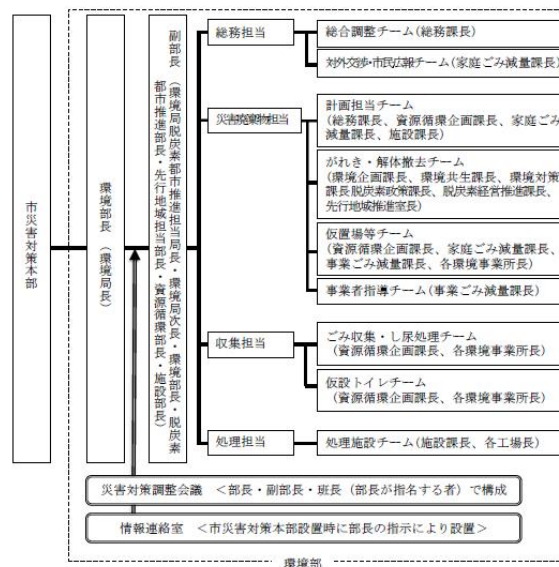 市災害対策本部
環境部長（環境局長）
副部長（環境局脱炭素都市推進担当局長・環境局次長・環境部長・脱炭素
都市推進部長・先行地域担当部長・資源循環部長・施設部長）
総務担当
総合調整チーム(総務課長)
対外交渉・市民広報チーム(家庭ごみ減量課長)
災害廃棄物担当
計画担当チーム
(総務課長、資源循環企画課長、家庭ごみ
減量課長、施設課長)
がれき・解体撤去チーム
(環境企画課長、環境共生課長、環境対策
課長脱炭素政策課長、脱炭素経営推進課長、
先行地域推進室長)
仮置場等チーム
(資源循環企画課長、家庭ごみ減量課長、
事業ごみ減量課長、各環境事業所長)
事業者指導チーム(事業ごみ減量課長)
収集担当
ごみ収集・し尿処理チーム
(資源循環企画課長、各環境事業所長)
仮設トイレチーム
(資源循環企画課長、各環境事業所長)
処理担当
処理施設チーム(施設課長、各工場長)
災害対策調整会議　＜部長・副部長・班長（部長が指名する者）で構成
情報連絡室　＜市災害対策本部設置時に部長の指示により設置＞
環境部